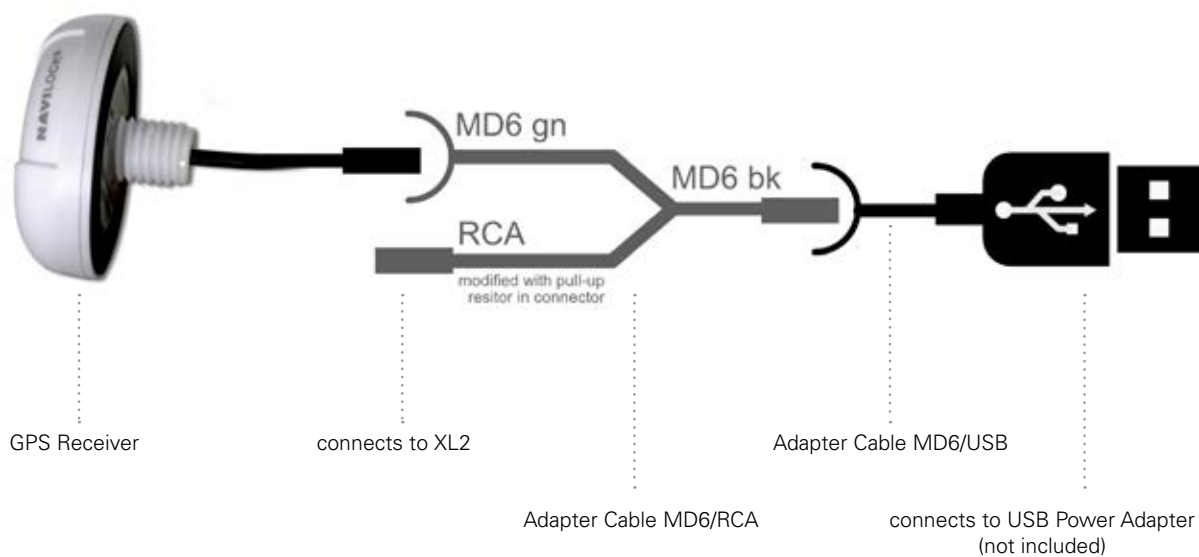 NAVILOCK
MD6 gn
MD6 bk
RCA
modified with pull-up
resitor in connector
GPS Receiver
connects to XL2
Adapter Cable MD6/USB
Adapter Cable MD6/RCA
connects to USB Power Adapter
(not included)